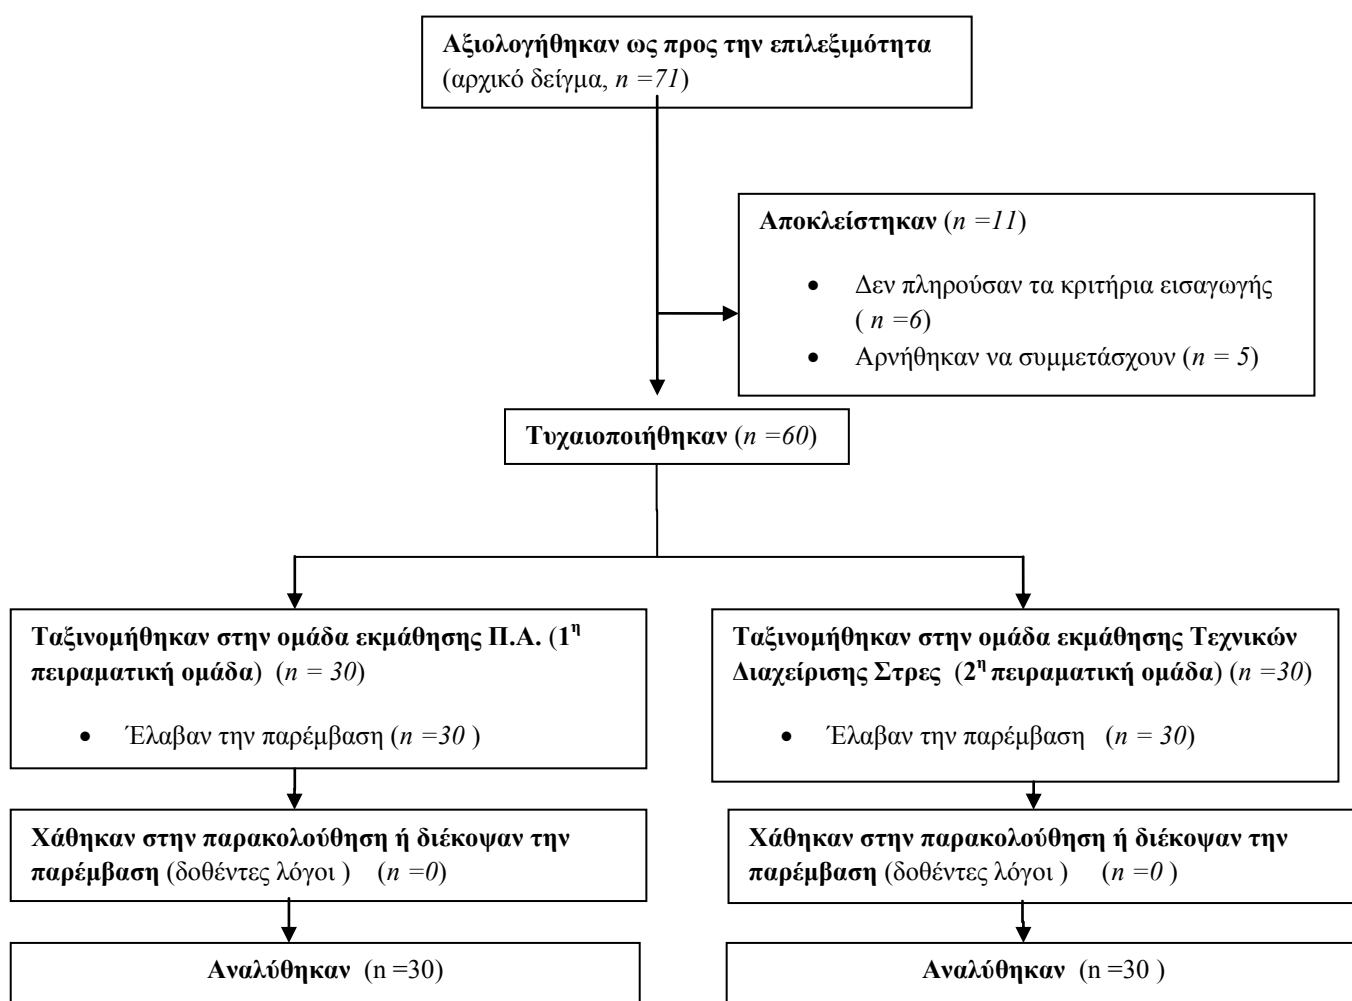 Αξιολογήθηκαν ως προς την επιλεξιμότητα
(αρχικό δείγμα, n =71)
Αποκλείστηκαν (n =11)
• Δεν πληρούσαν τα κριτήρια εισαγωγής
( n =6)
• Αρνήθηκαν να συμμετάσχουν (n = 5)
Τυχαιοποιήθηκαν (n =60)
Ταξινομήθηκαν στην ομάδα εκμάθησης Π.Α. (1η
πειραματική ομάδα) (n = 30)
• Έλαβαν την παρέμβαση (n =30 )
Ταξινομήθηκαν στην ομάδα εκμάθησης Τεχνικών
Διαχείρισης Στρες (2η πειραματική ομάδα) (n =30)
• Έλαβαν την παρέμβαση (n = 30)
Χάθηκαν στην παρακολούθηση ή διέκοψαν την
παρέμβαση (δοθέντες λόγοι ) (n =0)
Χάθηκαν στην παρακολούθηση ή διέκοψαν την
παρέμβαση (δοθέντες λόγοι ) (n =0 )
Αναλύθηκαν (n =30)
Αναλύθηκαν (n =30 )